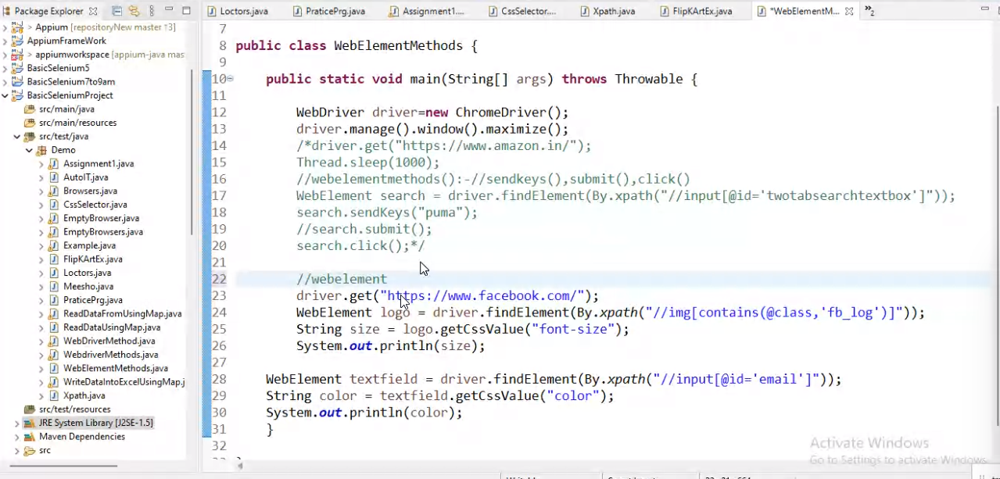 Package Explorer
Appium [repositoryNew master ↑3]
AppiumFrameWork
> appiumworkspace (appium-java mas
BasicSelenium5
BasicSelenium7to9am
BasicSeleniumProject
src/main/java
src/main/resources
src/test/java
Demo
Assignment1.java
AutoIT.java
Browsers.java
CssSelector.java
EmptyBrowser.java
EmptyBrowsers.java
Example.java
FlipKArtEx.java
Loctors.java
Meesho.java
PraticePrg.java
ReadDataFromUsingMap.java
ReadDataUsingMap.java
WebDriverMethod.java
WebdriverMethods.java
WebElementMethods.java
WriteDataIntoExcelUsingMap.j
Xpath.java
src/test/resources
JRE System Library [J2SE-1.5]
Maven Dependencies
src
Loctors.java PraticePrg.java Assignment1.... CssSelector.... Xpath.java FlipKArtEx.java *WebElementM... »2
7
8 public class WebElementMethods {
9
10 public static void main(String[] args) throws Throwable {
11
12 WebDriver driver=new ChromeDriver();
13 driver.manage().window().maximize();
14 /*driver.get("https://www.amazon.in/");
15 Thread.sleep(1000);
16 //webelementmethods():-//sendkeys(),submit(),click()
17 WebElement search = driver.findElement(By.xpath("//input[@id='twotabsearchtextbox']"));
18 search.sendKeys("puma");
19 //search.submit();
20 search.click();*/
21
22 //webelement
23 driver.get("https://www.facebook.com/");
24 WebElement logo = driver.findElement(By.xpath("//img[contains(@class,'fb_log')]"));
25 String size = logo.getCssValue("font-size");
26 System.out.println(size);
27
28 WebElement textfield = driver.findElement(By.xpath("//input[@id='email']"));
29 String color = textfield.getCssValue("color");
30 System.out.println(color);
31 }
32
Activate Windows
Go to Settings to activate Windows.